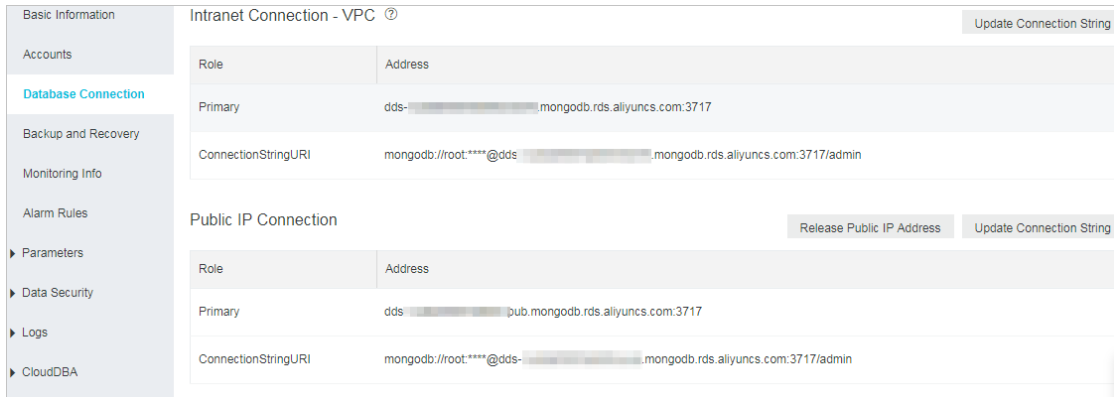 Basic Information
Accounts
Database Connection
Backup and Recovery
Monitoring Info
Alarm Rules
Parameters
Data Security
Logs
CloudDBA
Intranet Connection - VPC ?
Update Connection String
Role Address
Primary dds- .mongodb.rds.aliyuncs.com:3717
ConnectionStringURI mongodb://root:****@dds .mongodb.rds.aliyuncs.com:3717/admin
Public IP Connection
Release Public IP Address Update Connection String
Role Address
Primary dds pub.mongodb.rds.aliyuncs.com:3717
ConnectionStringURI mongodb://root:****@dds- .mongodb.rds.aliyuncs.com:3717/admin